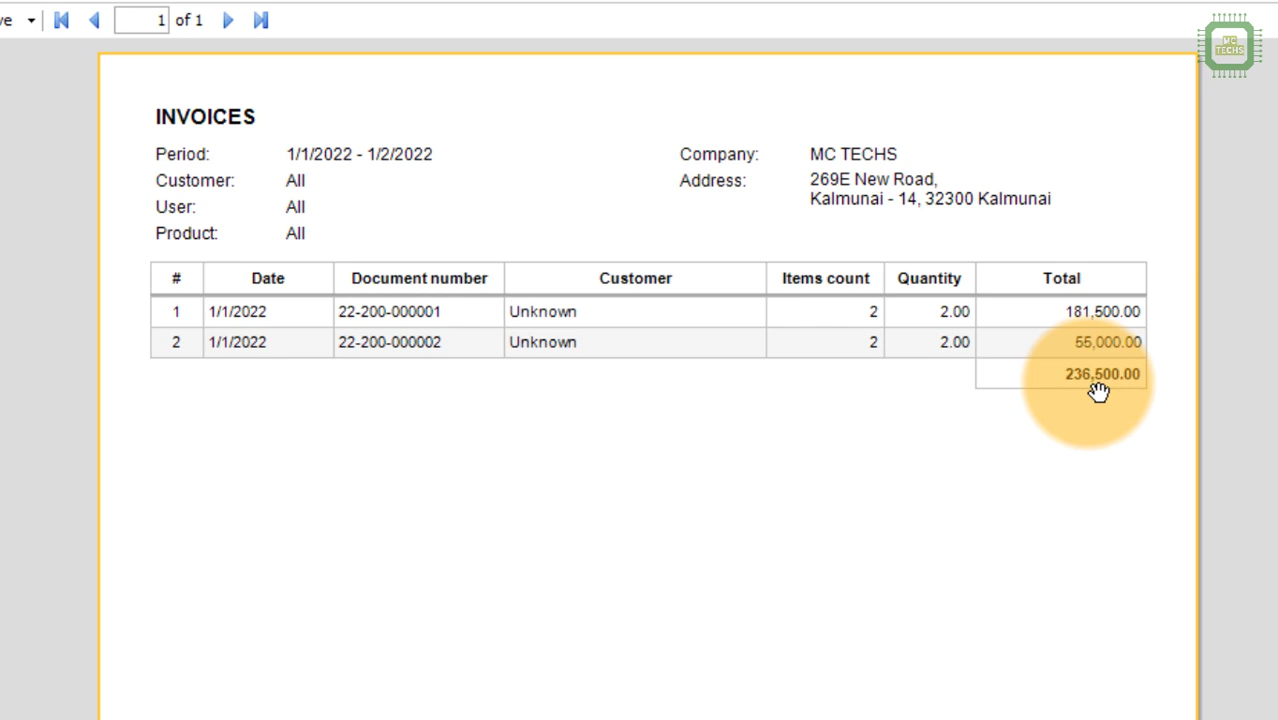 ve 1 of 1
MC
TECHS
INVOICES
Period: 1/1/2022 - 1/2/2022 Company: MC TECHS
Customer: All Address: 269E New Road,
Kalmunai - 14, 32300 Kalmunai
User: All
Product: All
# Date Document number Customer Items count Quantity Total
1 1/1/2022 22-200-000001 Unknown 2 2.00 181,500.00
2 1/1/2022 22-200-000002 Unknown 2 2.00 55,000.00
236,500.00